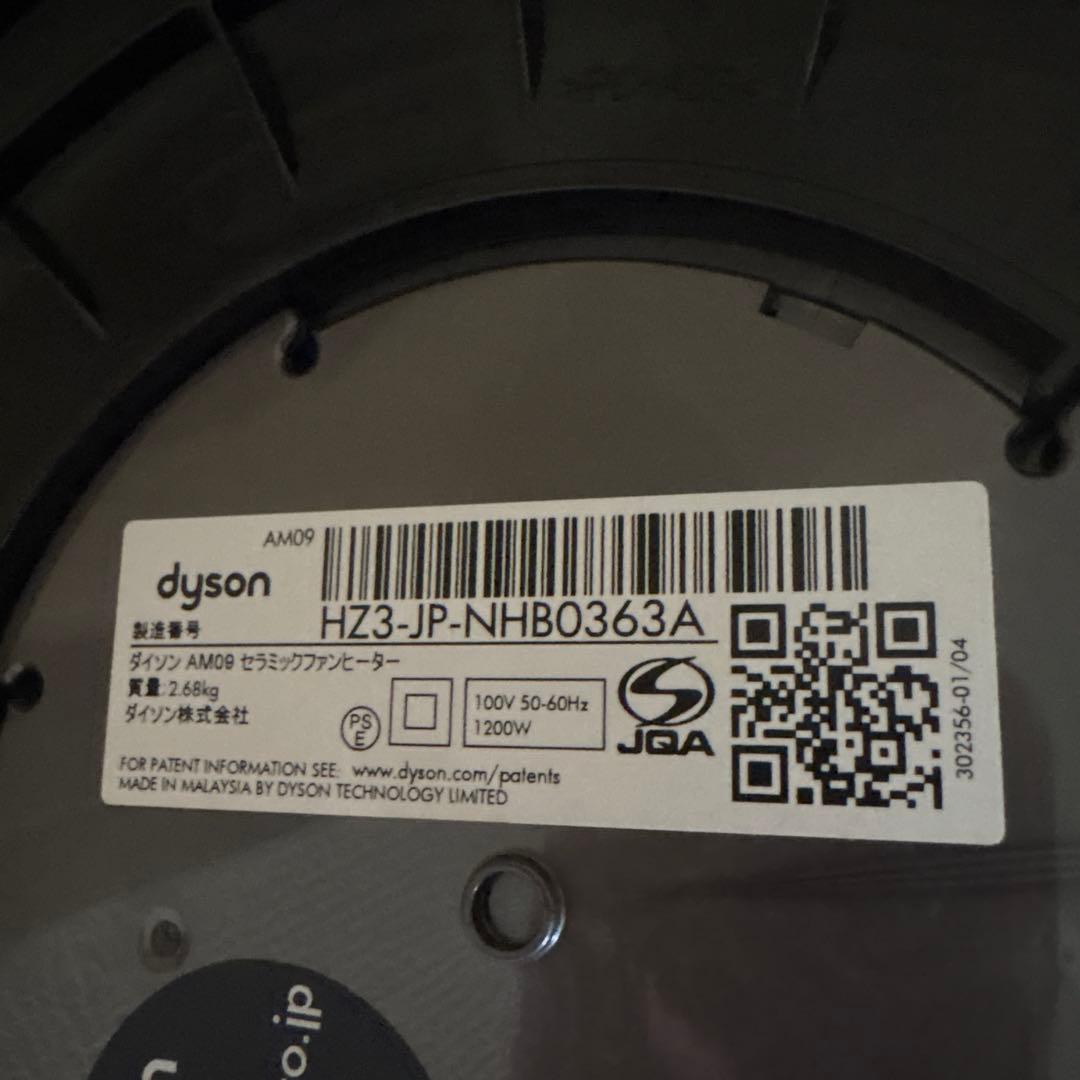 AM09
dyson
製造番号
HZ3-JP-NHB0363A
ダイソン AM09 セラミックファンヒーター
質量:2.68kg
ダイソン株式会社
PS
E
100V 50-60Hz
1200W
JQA
FOR PATENT INFORMATION SEE: www.dyson.com/patents
MADE IN MALAYSIA BY DYSON TECHNOLOGY LIMITED
302356-01/04
o.jp
n